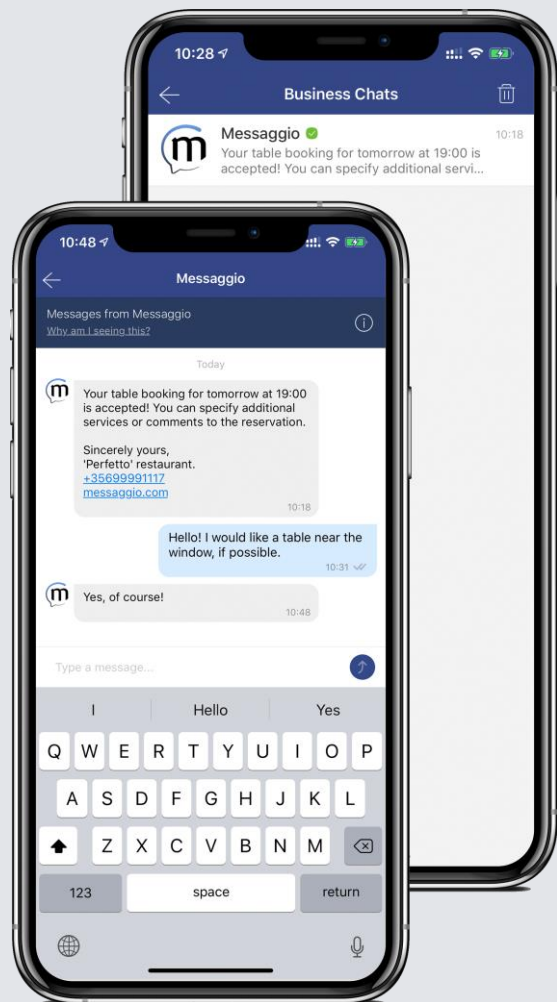 10:28
Business Chats
m
Messaggio
10:18
Your table booking for tomorrow at 19:00 is
accepted! You can specify additional servi...
10:48
Messaggio
Messages from Messaggio
Why am I seeing this?
i
Today
m
Your table booking for tomorrow at 19:00
is accepted! You can specify additional
services or comments to the reservation.
Sincerely yours,
'Perfetto' restaurant.
+35699991117
messaggio.com
10:18
Hello! I would like a table near the
window, if possible.
10:31
m
Yes, of course!
10:48
Type a message...
I Hello Yes
Q W E R T Y U I O P
A S D F G H J K L
Z X C V B N M
123 space return